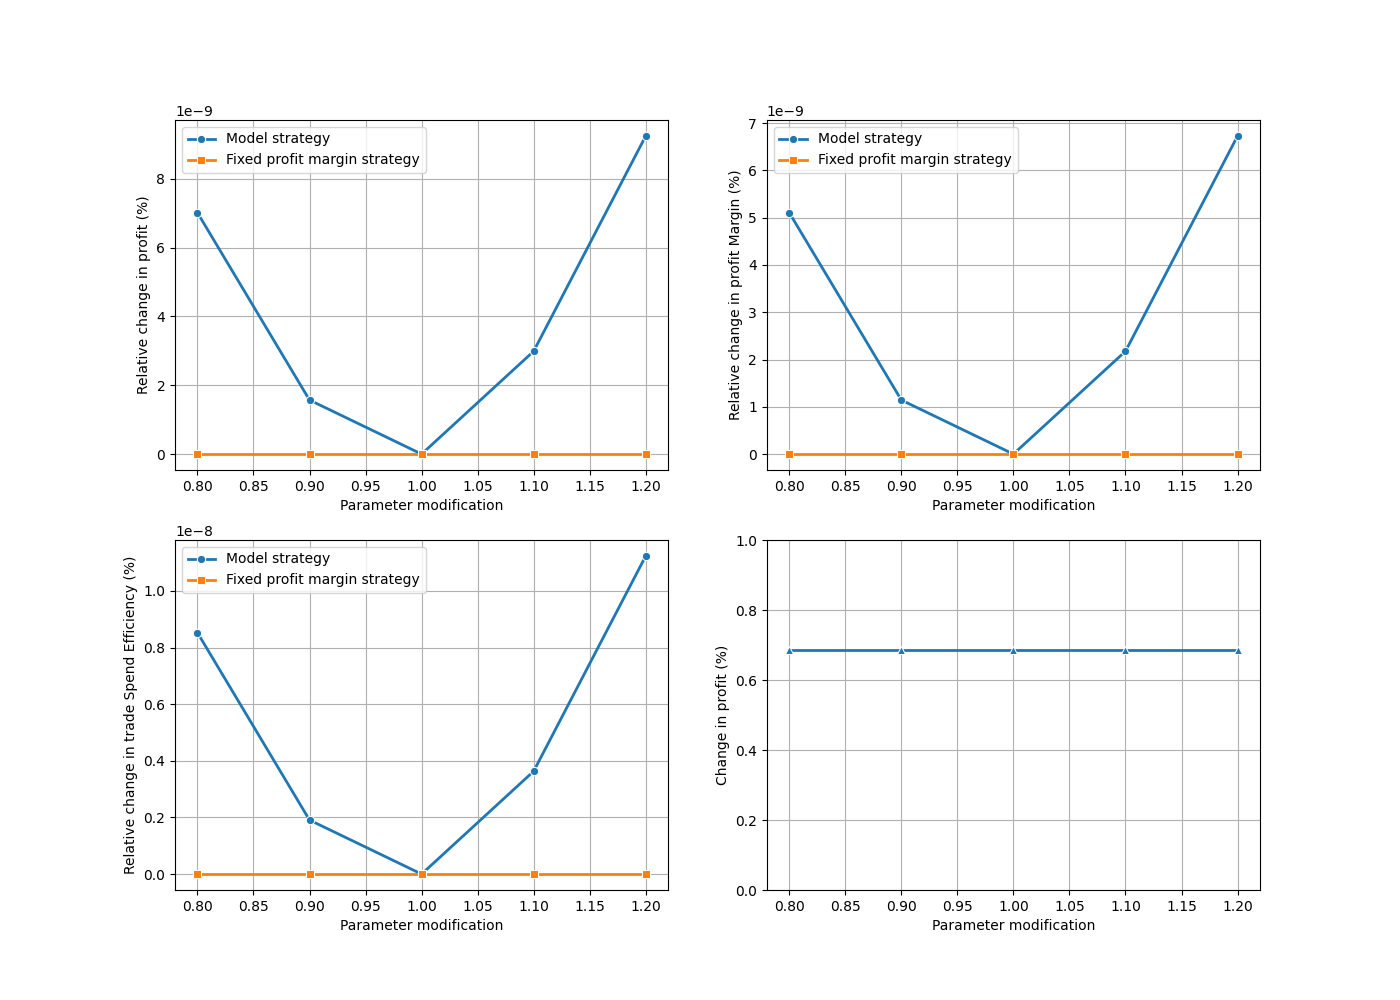 1e−9
Model strategy
Fixed profit margin strategy
8
6
4
2
0
Relative change in profit (%)
0.80 0.85 0.90 0.95 1.00 1.05 1.10 1.15 1.20
Parameter modification
1e−9
Model strategy
Fixed profit margin strategy
7
6
5
4
3
2
1
0
Relative change in profit Margin (%)
0.80 0.85 0.90 0.95 1.00 1.05 1.10 1.15 1.20
Parameter modification
1e−8
Model strategy
Fixed profit margin strategy
1.0
0.8
0.6
0.4
0.2
0.0
Relative change in trade Spend Efficiency (%)
0.80 0.85 0.90 0.95 1.00 1.05 1.10 1.15 1.20
Parameter modification
1.0
0.8
0.6
0.4
0.2
0.0
Change in profit (%)
0.80 0.85 0.90 0.95 1.00 1.05 1.10 1.15 1.20
Parameter modification